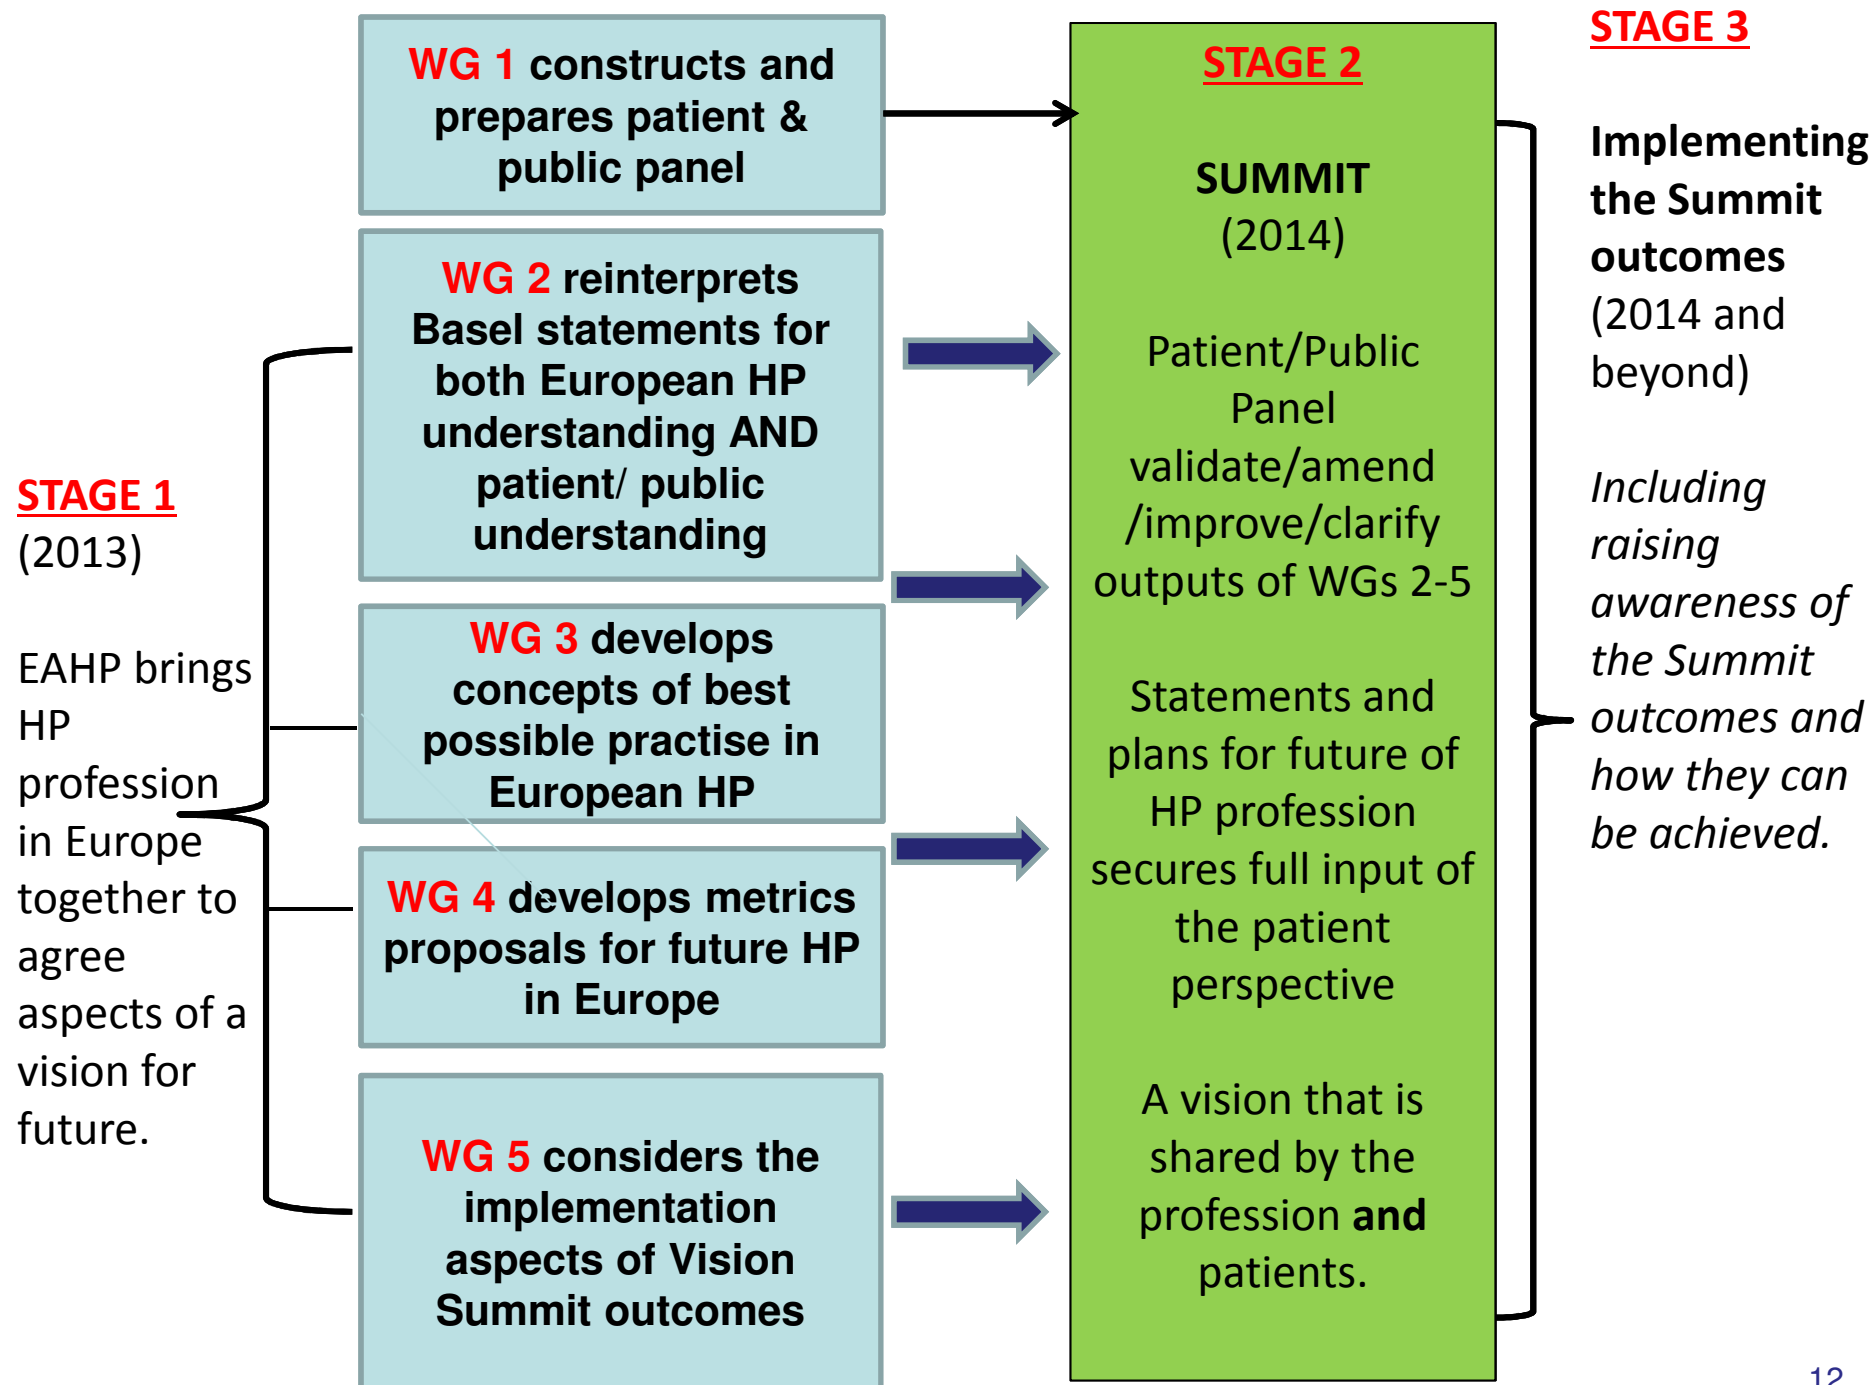 STAGE 1
(2013)
EAHP brings
HP
profession
in Europe
together to
agree
aspects of a
vision for
future.
WG 1 constructs and
prepares patient &
public panel
WG 2 reinterprets
Basel statements for
both European HP
understanding AND
patient/ public
understanding
WG 3 develops
concepts of best
possible practise in
European HP
WG 4 develops metrics
proposals for future HP
in Europe
WG 5 considers the
implementation
aspects of Vision
Summit outcomes
STAGE 2
SUMMIT
(2014)
Patient/Public
Panel
validate/amend
/improve/clarify
outputs of WGs 2-5
Statements and
plans for future of
HP profession
secures full input of
the patient
perspective
A vision that is
shared by the
profession and
patients.
STAGE 3
Implementing
the Summit
outcomes
(2014 and
beyond)
Including
raising
awareness of
the Summit
outcomes and
how they can
be achieved.
12